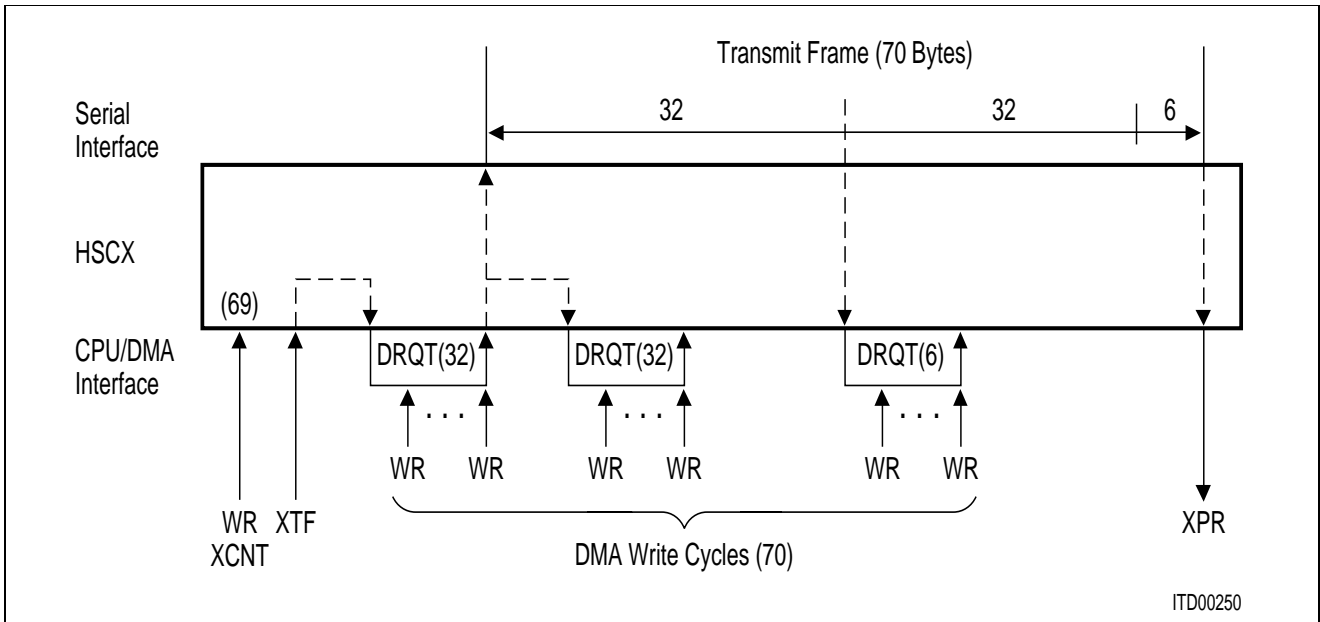 Transmit Frame (70 Bytes)
Serial
Interface
32
32
6
HSCX
(69)
CPU/DMA
Interface
DRQT(32)
DRQT(32)
DRQT(6)
. . .
. . .
. . .
WR
WR
WR
WR
WR
WR
WR
XCNT
XTF
XPR
DMA Write Cycles (70)
ITD00250